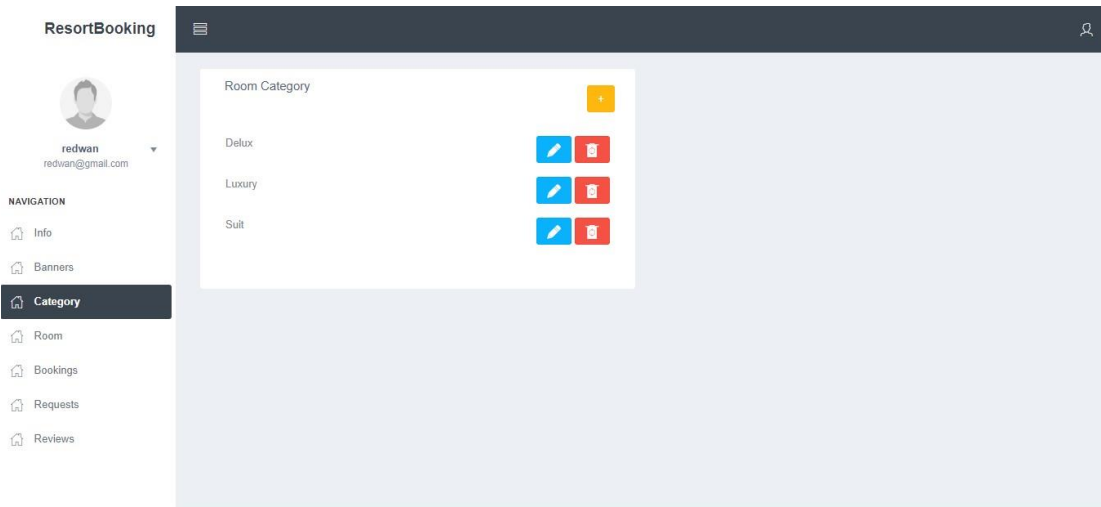 ResortBooking
redwan
redwan@gmail.com
NAVIGATION
Info
Banners
Category
Room
Bookings
Requests
Reviews
Room Category
+
Delux
Luxury
Suit